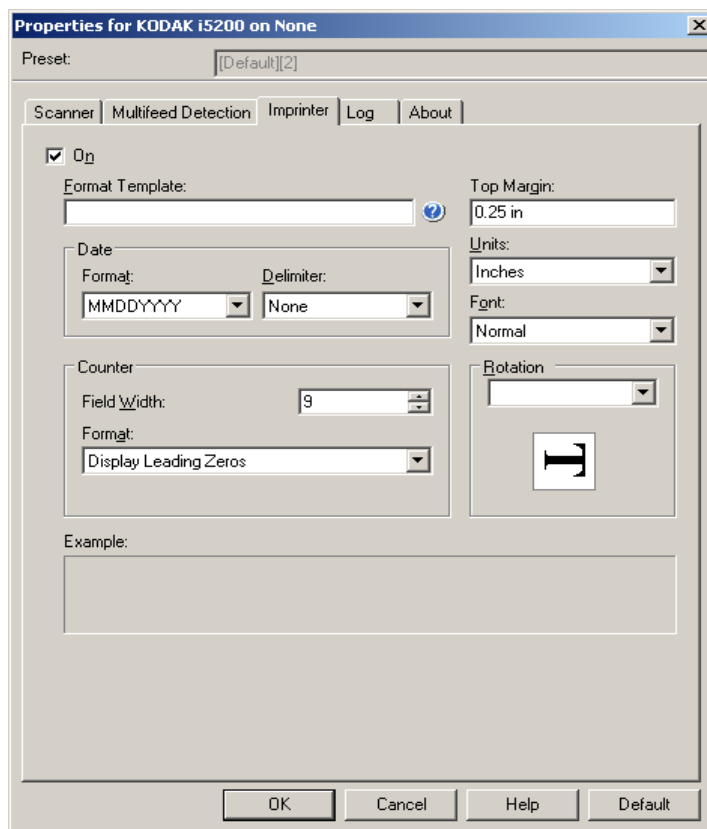 Properties for KODAK i5200 on None
Preset: [Default][2]
Scanner Multifeed Detection Imprinter Log About
On
Format Template:
Top Margin:
0.25 in
Date
Format: Delimiter:
MMDDYYYY None
Units:
Inches
Font:
Normal
Counter
Field Width: 9
Format:
Display Leading Zeros
Rotation
Example:
OK Cancel Help Default